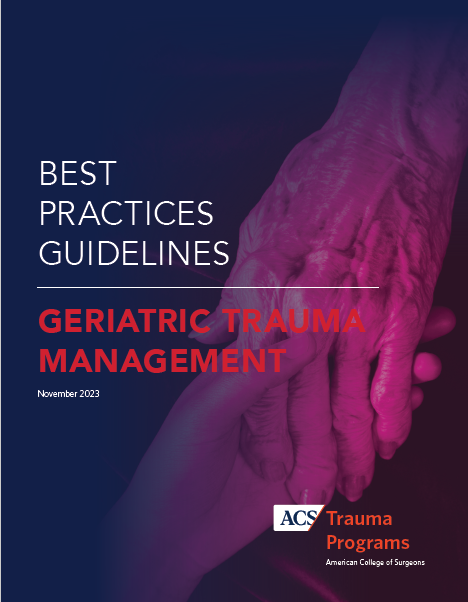 BEST
PRACTICES
GUIDELINES
GERIATRIC TRAUMA
MANAGEMENT
November 2023
ACS Trauma
Programs
American College of Surgeons